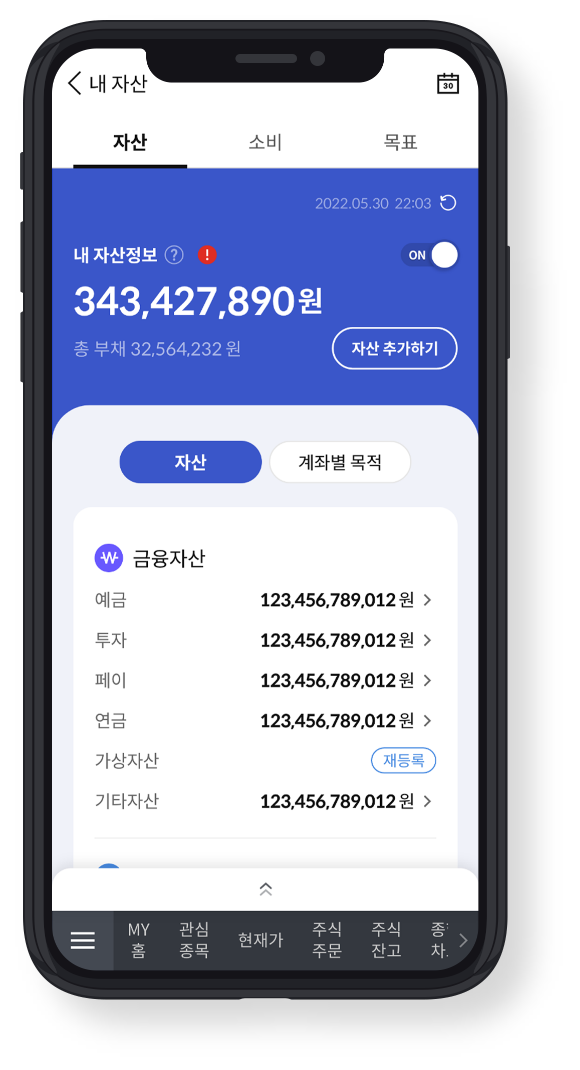 내 자산
30
자산 소비 목표
2022.05.30 22:03
내 자산정보 ? ! ON
343,427,890원
총 부채 32,564,232 원
자산 추가하기
자산 계좌별 목적
금융자산
예금 123,456,789,012 원
투자 123,456,789,012 원
페이 123,456,789,012 원
연금 123,456,789,012 원
가상자산 재등록
기타자산 123,456,789,012 원
MY
홈
관심
종목
현재가
주식
주문
주식
잔고